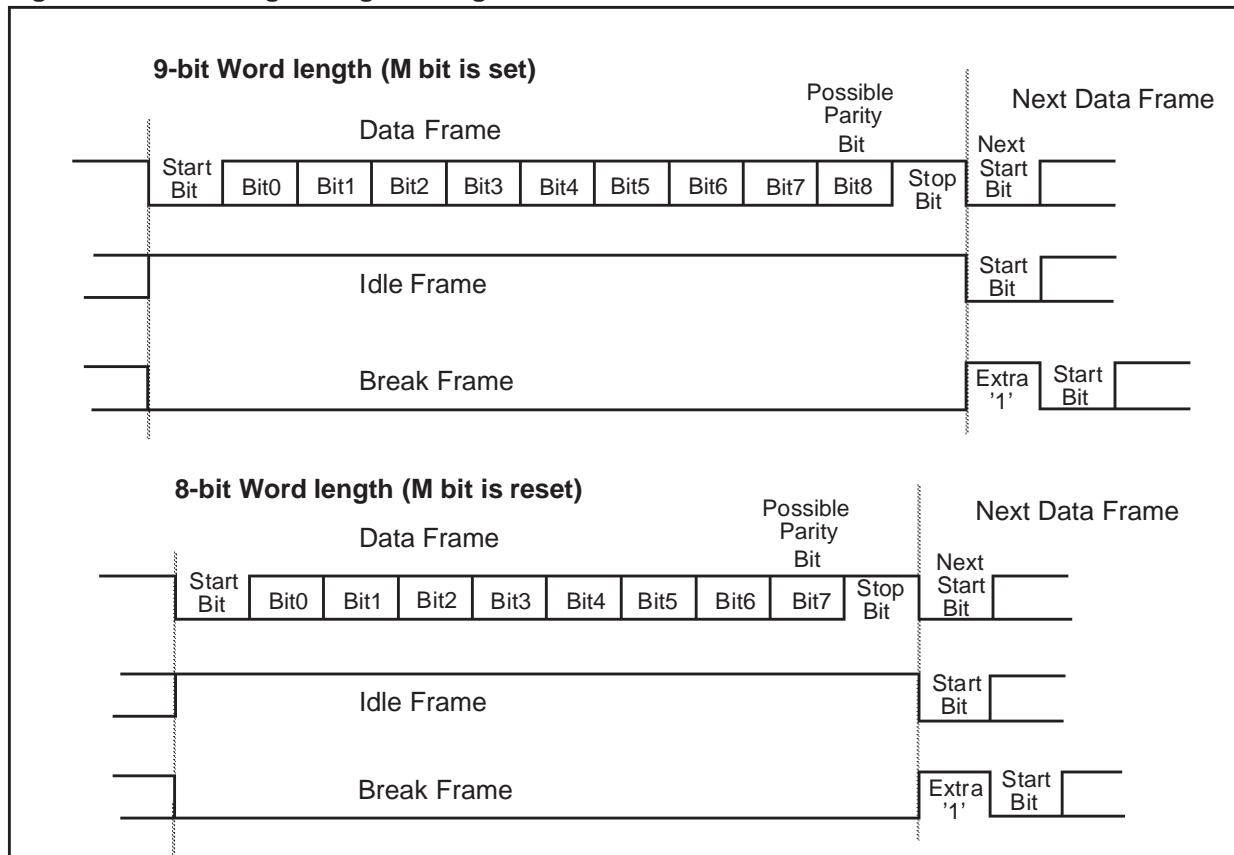 9-bit Word length (M bit is set)
Possible
Parity
Bit
Next Data Frame
Data Frame
Start
Bit
Bit0
Bit1
Bit2
Bit3
Bit4
Bit5
Bit6
Bit7
Bit8
Stop
Bit
Next
Start
Bit
Idle Frame
Start
Bit
Break Frame
Extra
’1’
Start
Bit
8-bit Word length (M bit is reset)
Possible
Parity
Bit
Next Data Frame
Data Frame
Start
Bit
Bit0
Bit1
Bit2
Bit3
Bit4
Bit5
Bit6
Bit7
Stop
Bit
Next
Start
Bit
Idle Frame
Start
Bit
Break Frame
Extra
’1’
Start
Bit